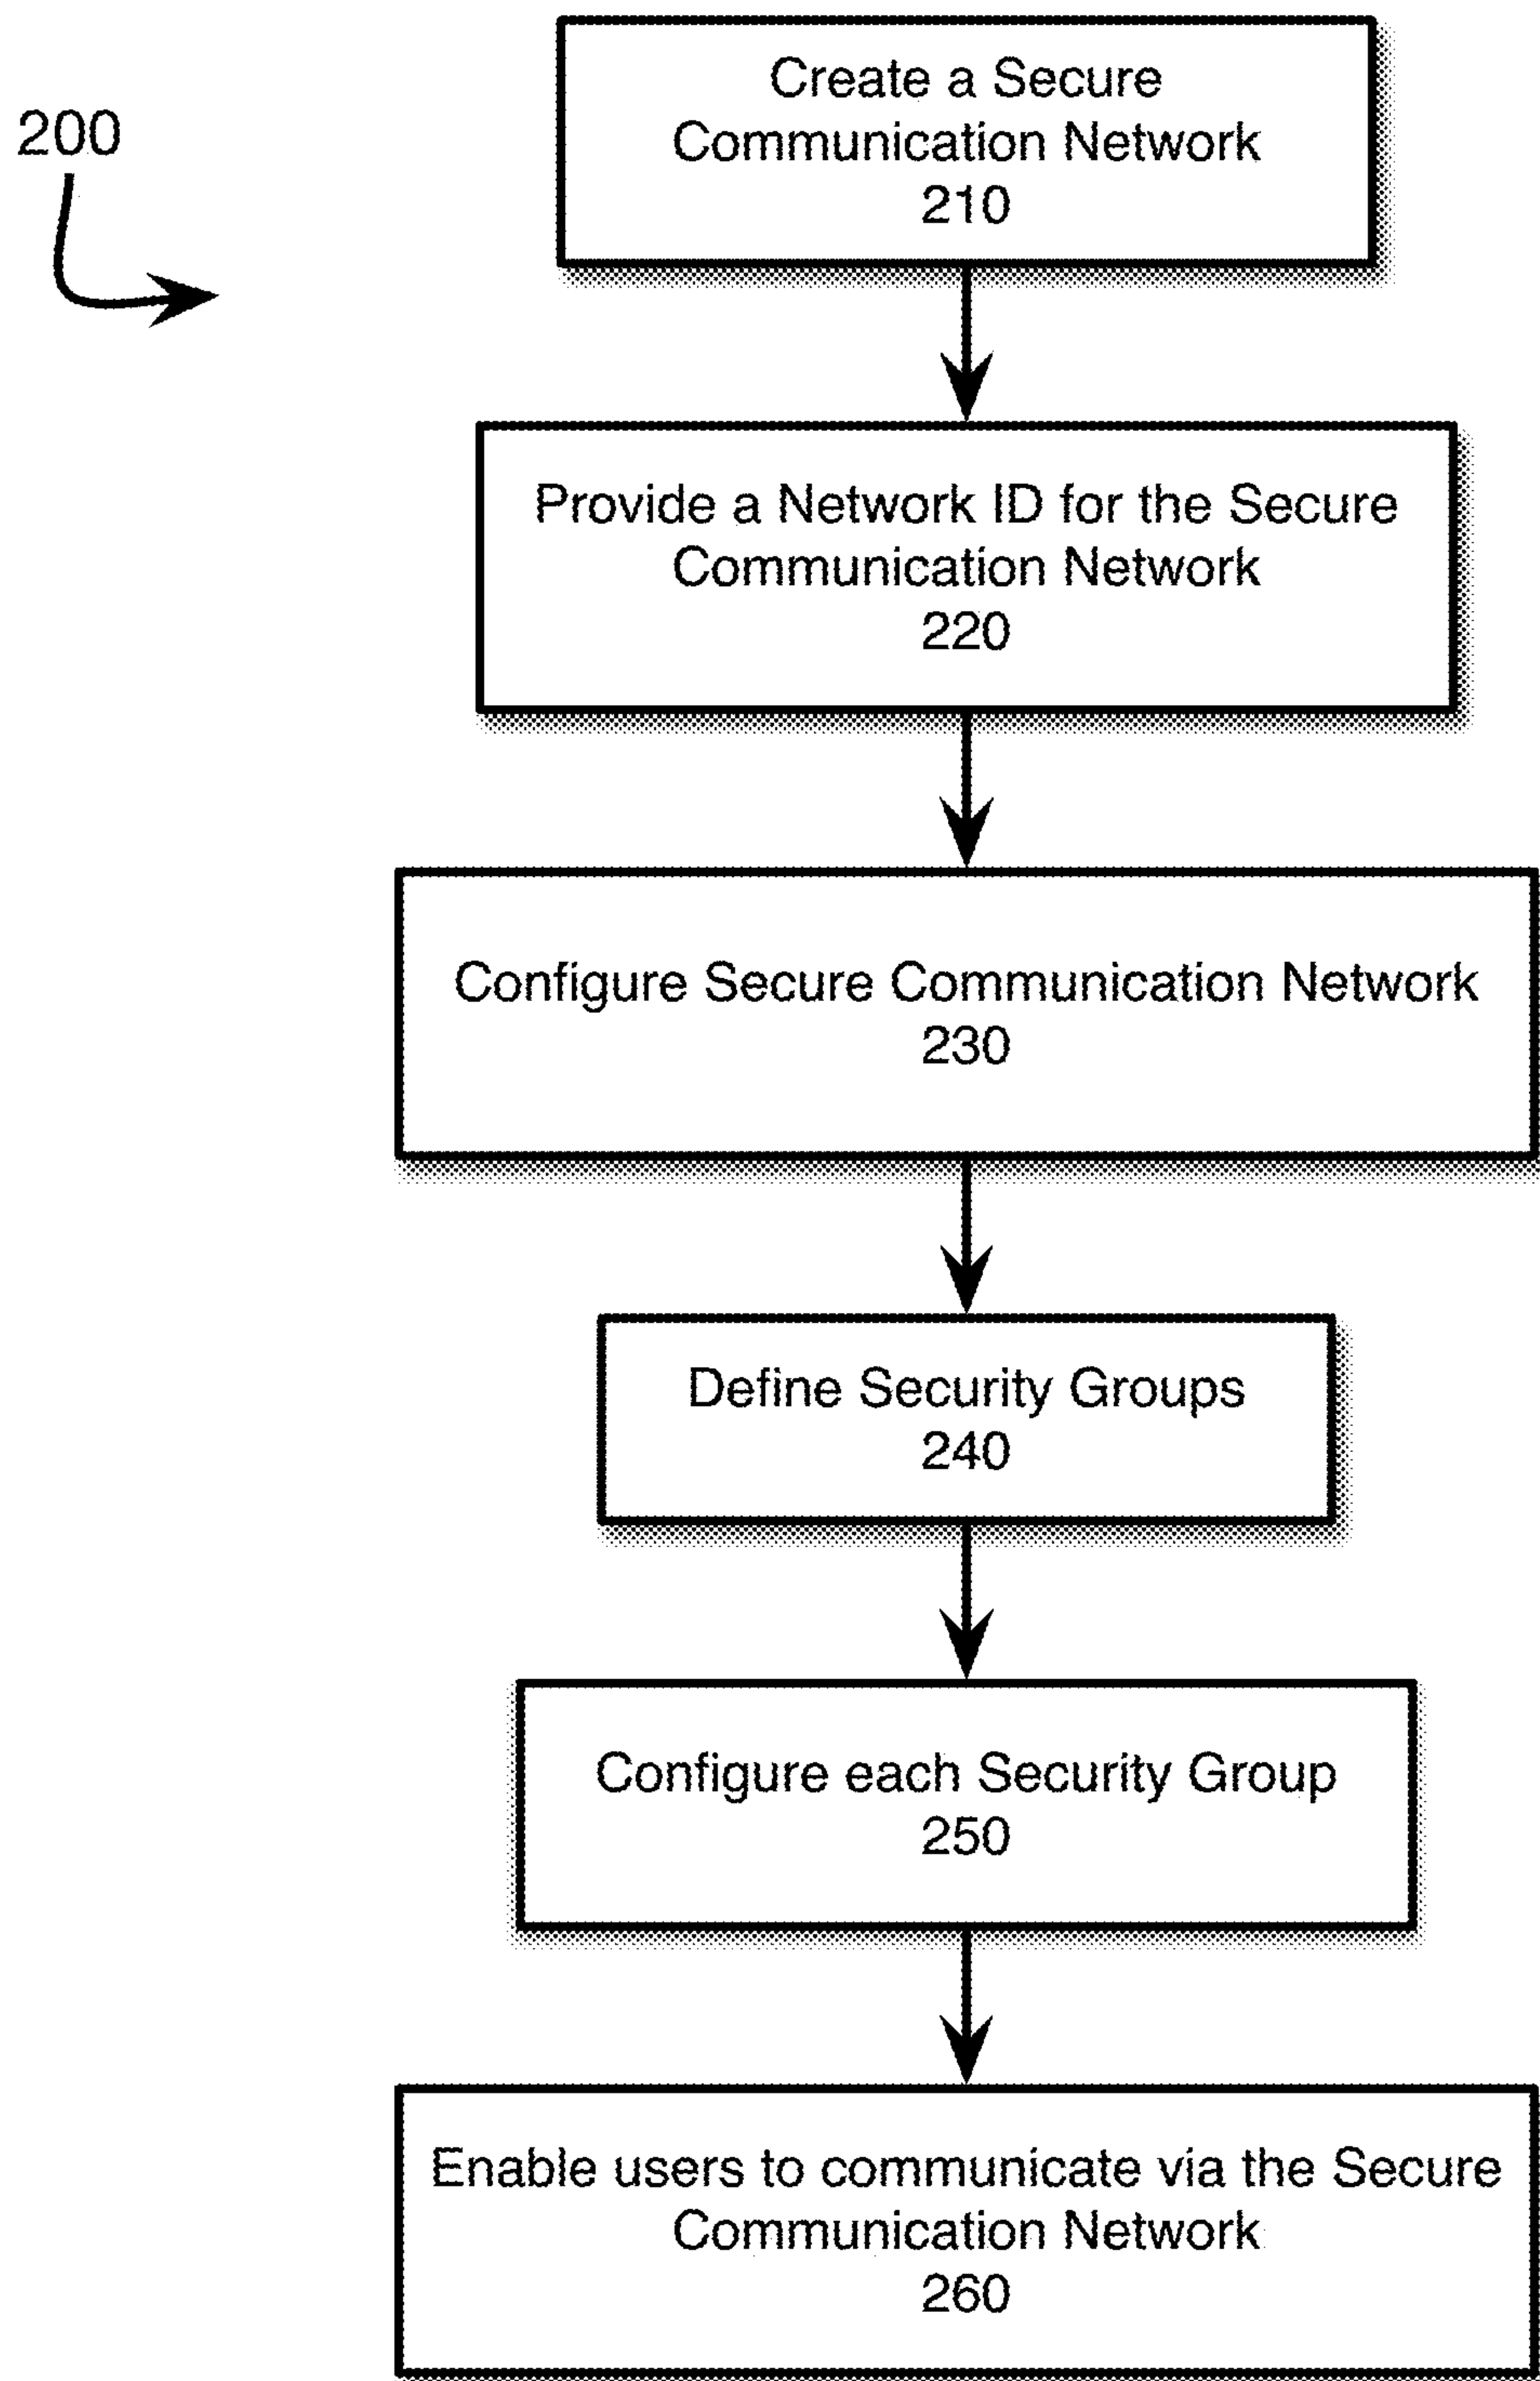 200
Create a Secure
Communication Network
210
Provide a Network ID for the Secure
Communication Network
220
Configure Secure Communication Network
230
Define Security Groups
240
Configure each Security Group
250
Enable users to communicate via the Secure
Communication Network
260